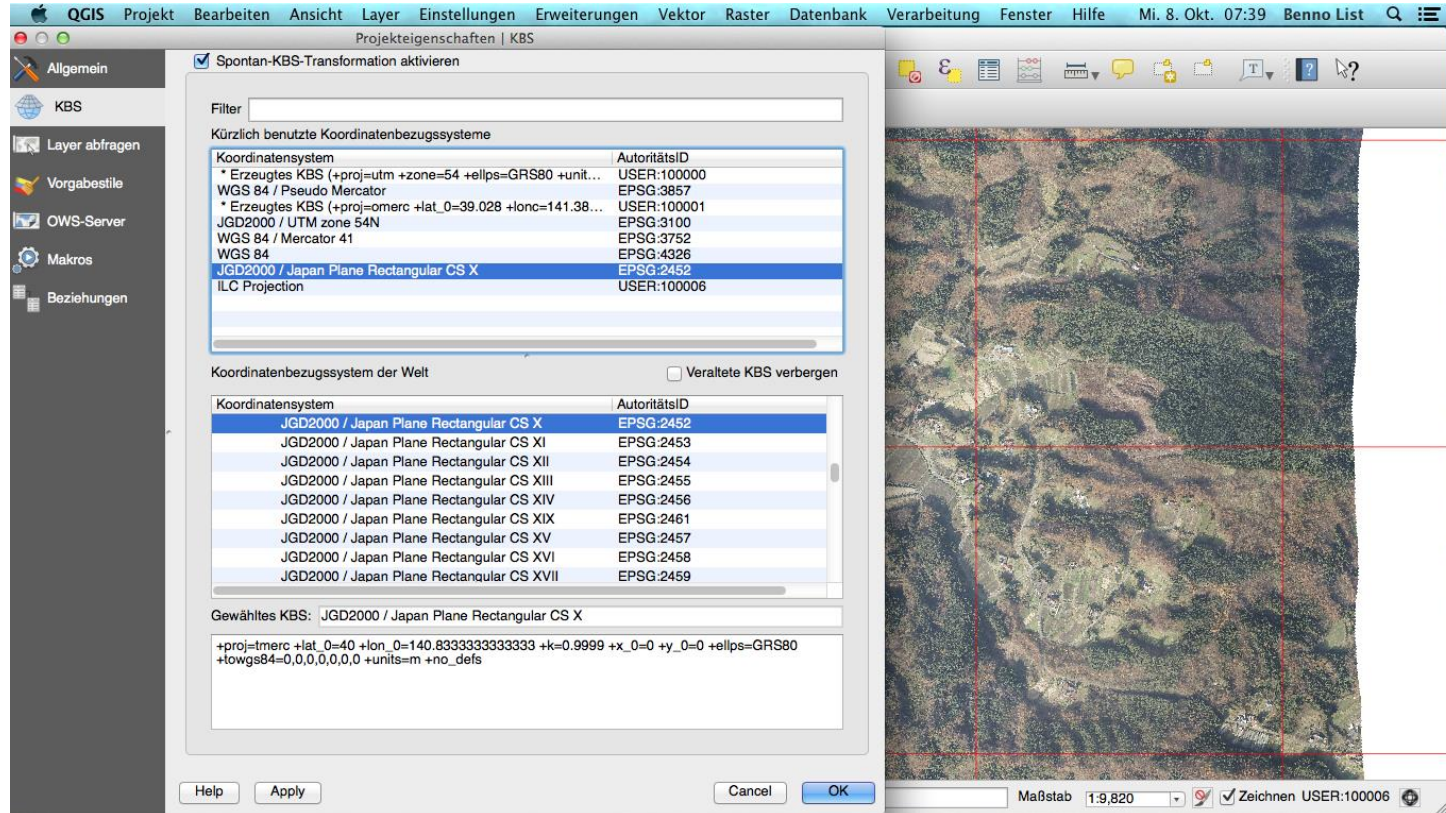 QGIS Projekt Bearbeiten Ansicht Layer Einstellungen Erweiterungen Vektor Raster Datenbank Verarbeitung Fenster Hilfe Mi. 8. Okt. 07:39 Benno List
Projekteigenschaften | KBS
Allgemein
KBS
Layer abfragen
Vorgabestile
OWS-Server
Makros
Beziehungen
Spontan-KBS-Transformation aktivieren
Filter
Kürzlich benutzte Koordinatenbezugssysteme
Koordinatensystem AutoritätsID
* Erzeugtes KBS (+proj=utm +zone=54 +ellps=GRS80 +unit... USER:100000
WGS 84 / Pseudo Mercator EPSG:3857
* Erzeugtes KBS (+proj=omerc +lat_0=39.028 +lonc=141.38... USER:100001
JGD2000 / UTM zone 54N EPSG:3100
WGS 84 / Mercator 41 EPSG:3752
WGS 84 EPSG:4326
JGD2000 / Japan Plane Rectangular CS X EPSG:2452
ILC Projection USER:100006
Koordinatenbezugssystem der Welt Veraltete KBS verbergen
Koordinatensystem AutoritätsID
JGD2000 / Japan Plane Rectangular CS X EPSG:2452
JGD2000 / Japan Plane Rectangular CS XI EPSG:2453
JGD2000 / Japan Plane Rectangular CS XII EPSG:2454
JGD2000 / Japan Plane Rectangular CS XIII EPSG:2455
JGD2000 / Japan Plane Rectangular CS XIV EPSG:2456
JGD2000 / Japan Plane Rectangular CS XIX EPSG:2461
JGD2000 / Japan Plane Rectangular CS XV EPSG:2457
JGD2000 / Japan Plane Rectangular CS XVI EPSG:2458
JGD2000 / Japan Plane Rectangular CS XVII EPSG:2459
Gewähltes KBS: JGD2000 / Japan Plane Rectangular CS X
+proj=tmerc +lat_0=40 +lon_0=140.8333333333333 +k=0.9999 +x_0=0 +y_0=0 +ellps=GRS80
+towgs84=0,0,0,0,0,0,0 +units=m +no_defs
Help Apply Cancel OK
Maßstab 1:9,820 Zeichnen USER:100006